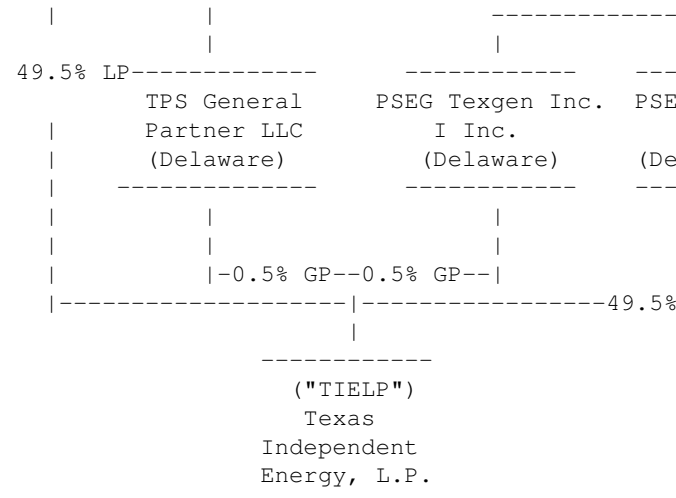 |          |                    -------------
|                    |
49.5% LP-------------    ------------  ---
TPS General      PSEG Texgen Inc.  PSE
|      Partner LLC         I Inc.
|      (Delaware)         (Delaware)    (De
|    --------------      ------------   ---
|          |                    |
|          |                    |
|          |-0.5% GP--0.5% GP--|
|--------------------|-----------------49.5%
|
------------
("TIELP")
Texas
Independent
Energy, L.P.